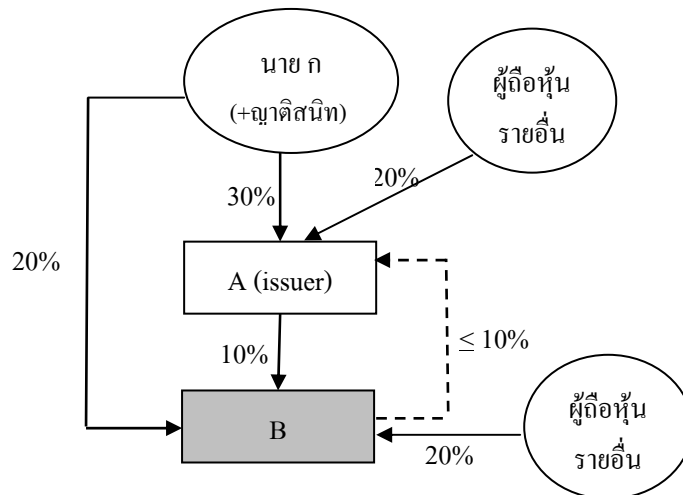 นาย ก
(+ญาติสนิท)
ผู้ถือหุ้น
รายอื่น
20%
30%
20%
A (issuer)
10%
≤ 10%
B
20%
ผู้ถือหุ้น
รายอื่น